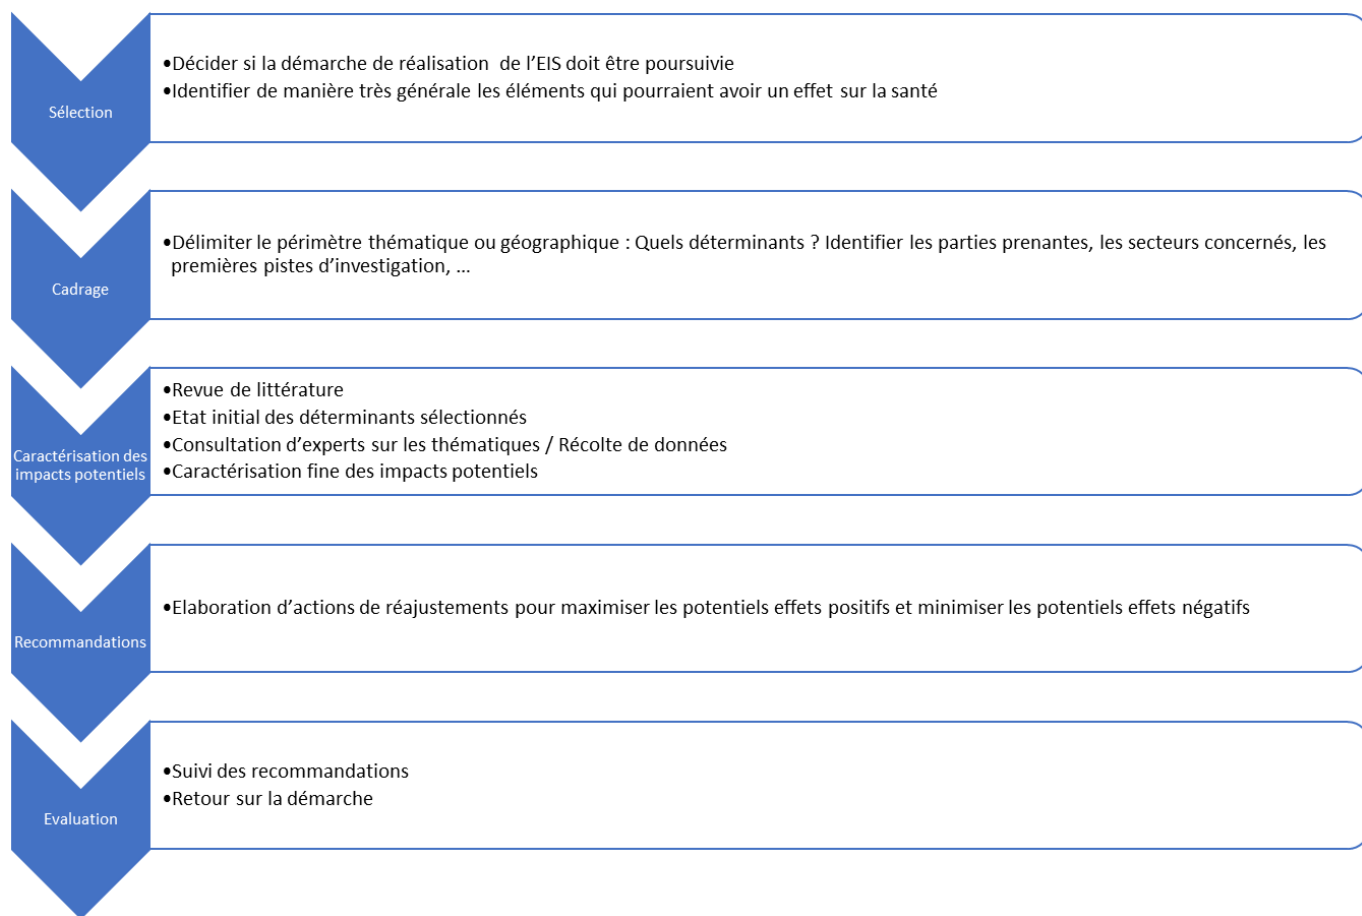 Sélection
•Décider si la démarche de réalisation  de l’EIS doit être poursuivie
•Identifier de manière très générale les éléments qui pourraient avoir un effet sur la santé
Cadrage
•Délimiter le périmètre thématique ou géographique : Quels déterminants ? Identifier les parties prenantes, les secteurs concernés, les
premières pistes d’investigation, ...
Caractérisation des
impacts potentiels
•Revue de littérature
•Etat initial des déterminants sélectionnés
•Consultation d’experts sur les thématiques / Récolte de données
•Caractérisation fine des impacts potentiels
Recommandations
•Elaboration d’actions de réajustements pour maximiser les potentiels effets positifs et minimiser les potentiels effets négatifs
Evaluation
•Suivi des recommandations
•Retour sur la démarche